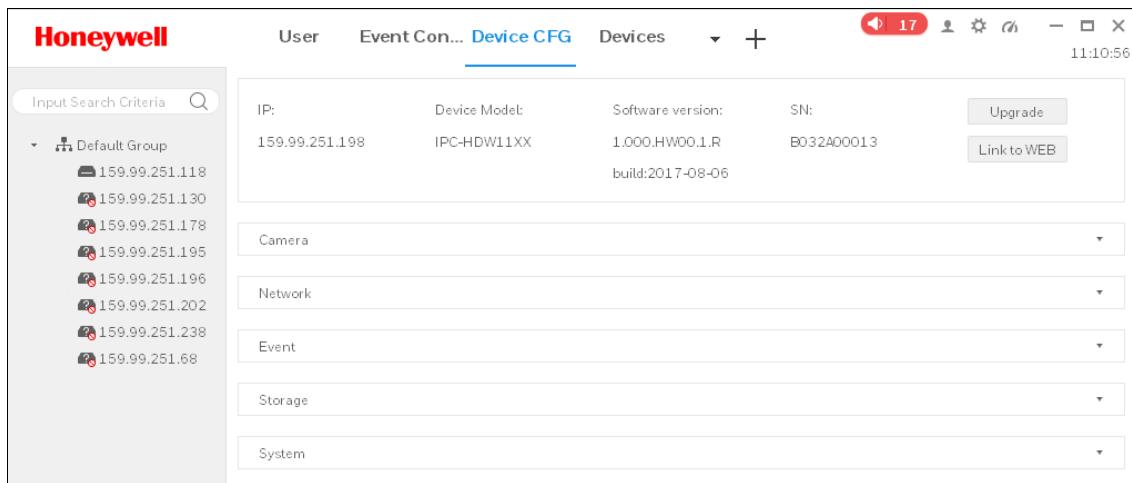 Honeywell
User Event Con... Device CFG Devices
17
11:10:56
Input Search Criteria
Default Group
159.99.251.118
159.99.251.130
159.99.251.178
159.99.251.195
159.99.251.196
159.99.251.202
159.99.251.238
159.99.251.68
IP: Device Model: Software version: SN:
159.99.251.198 IPC-HDW11XX 1.000.HW00.1.R B032A00013
build:2017-08-06
Upgrade
Link to WEB
Camera
Network
Event
Storage
System